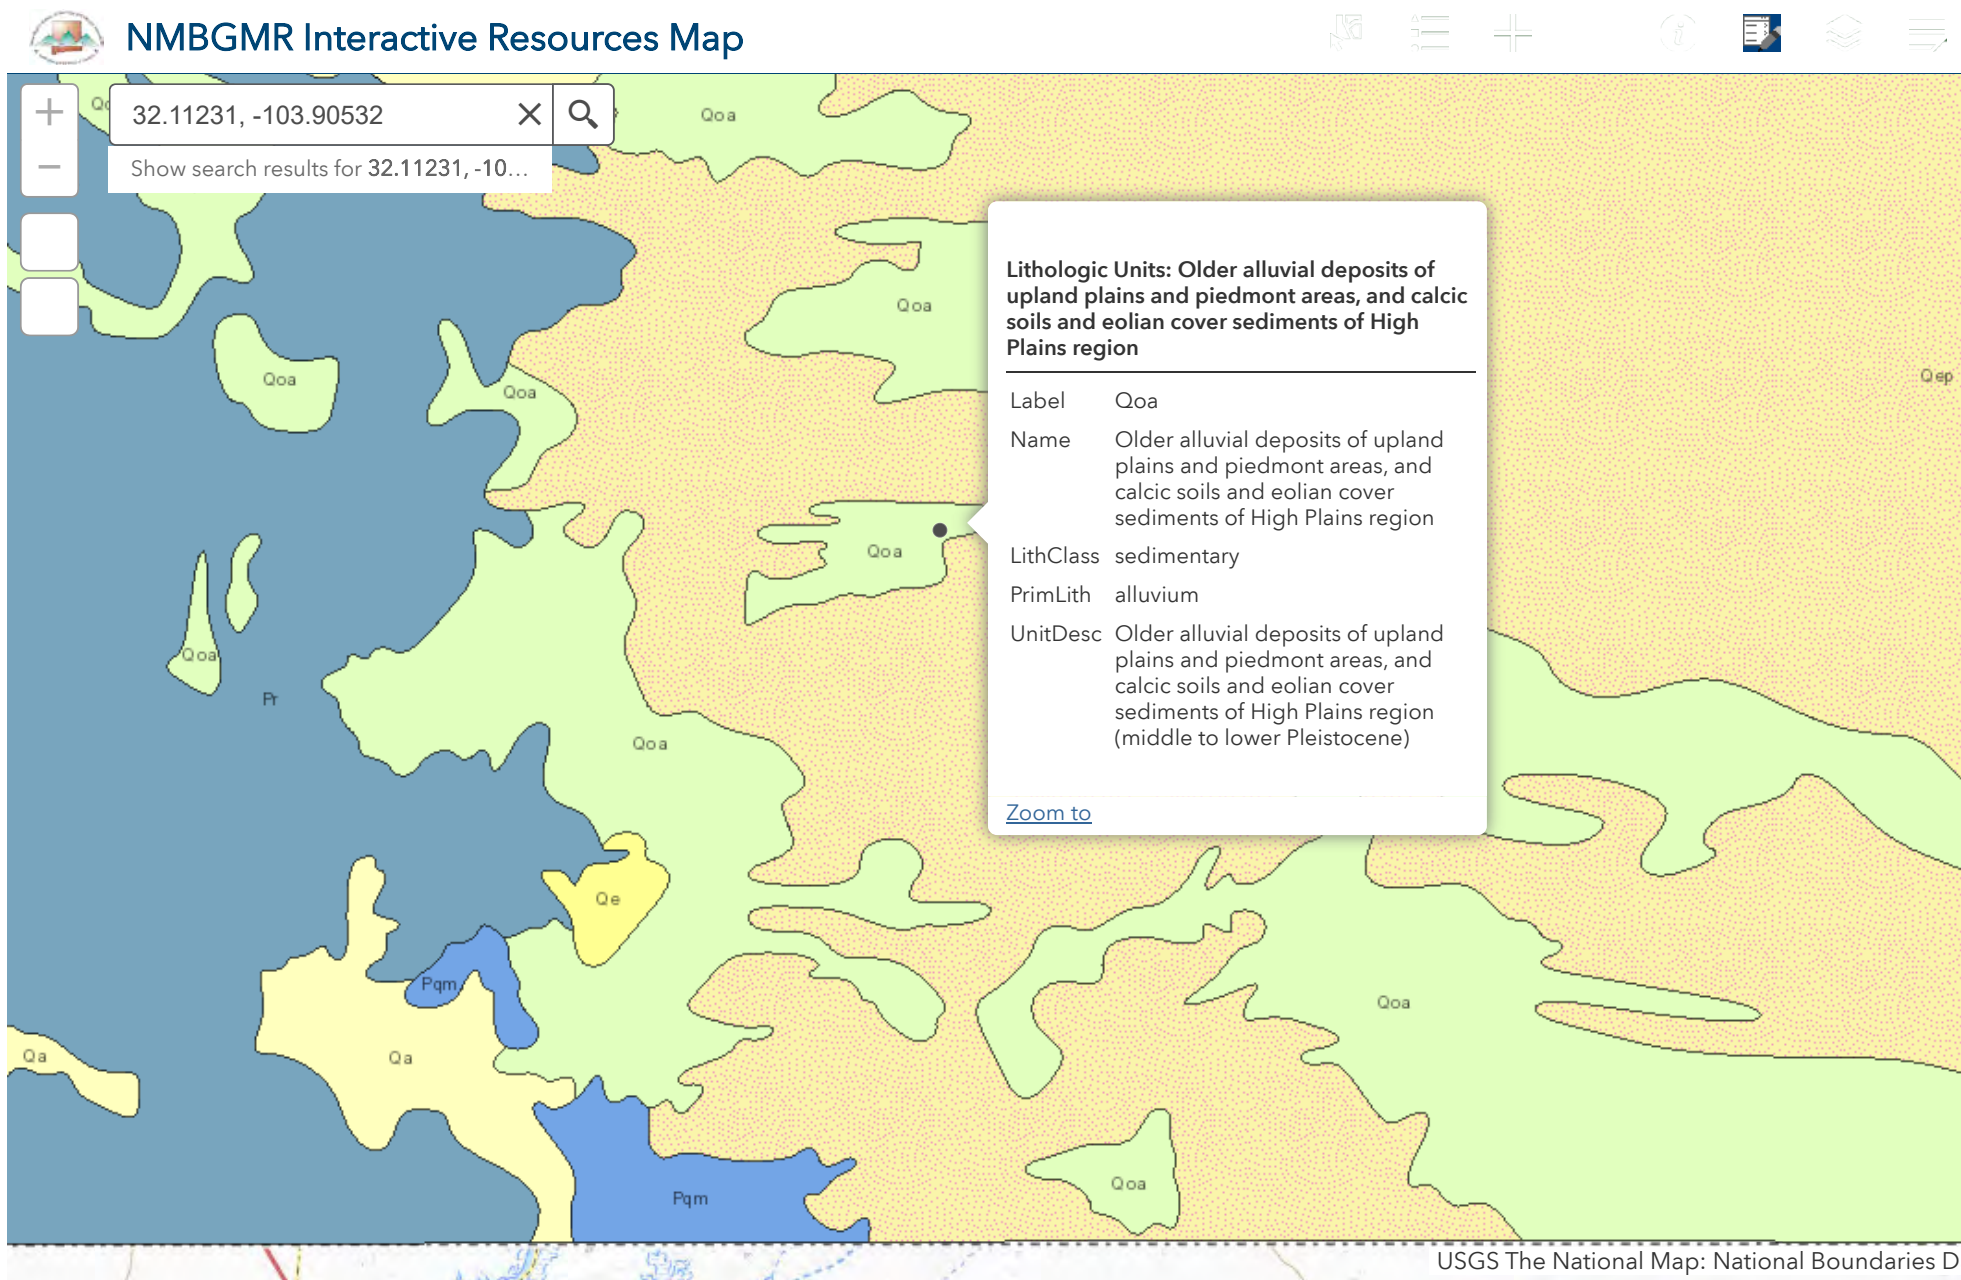 NMBGMR Interactive Resources Map
32.11231, -103.90532
Show search results for 32.11231, -10...
Qoa
Qoa
Qoa
Qoa
Qep
Qoa
Qoa
Pr
Qoa
Qe
Pqm
Qoa
Qa
Qa
Qoa
Pqm
Lithologic Units: Older alluvial deposits of
upland plains and piedmont areas, and calcic
soils and eolian cover sediments of High
Plains region
Label Qoa
Name Older alluvial deposits of upland
plains and piedmont areas, and
calcic soils and eolian cover
sediments of High Plains region
LithClass sedimentary
PrimLith alluvium
UnitDesc Older alluvial deposits of upland
plains and piedmont areas, and
calcic soils and eolian cover
sediments of High Plains region
(middle to lower Pleistocene)
Zoom to
USGS The National Map: National Boundaries D